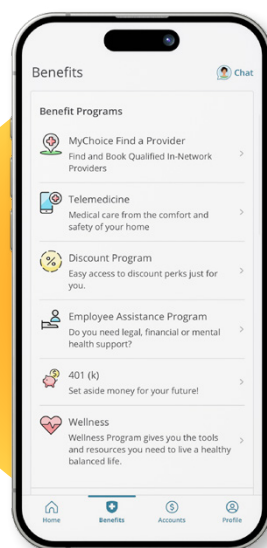 Benefits
Chat
Benefit Programs
MyChoice Find a Provider
Find and Book Qualified In-Network
Providers
Telemedicine
Medical care from the comfort and
safety of your home
Discount Program
Easy access to discount perks just for
you.
Employee Assistance Program
Do you need legal, financial or mental
health support?
401 (k)
Set aside money for your future!
Wellness
Wellness Program gives you the tools
and resources you need to live a healthy
balanced life.
Home
Benefits
Accounts
Profile